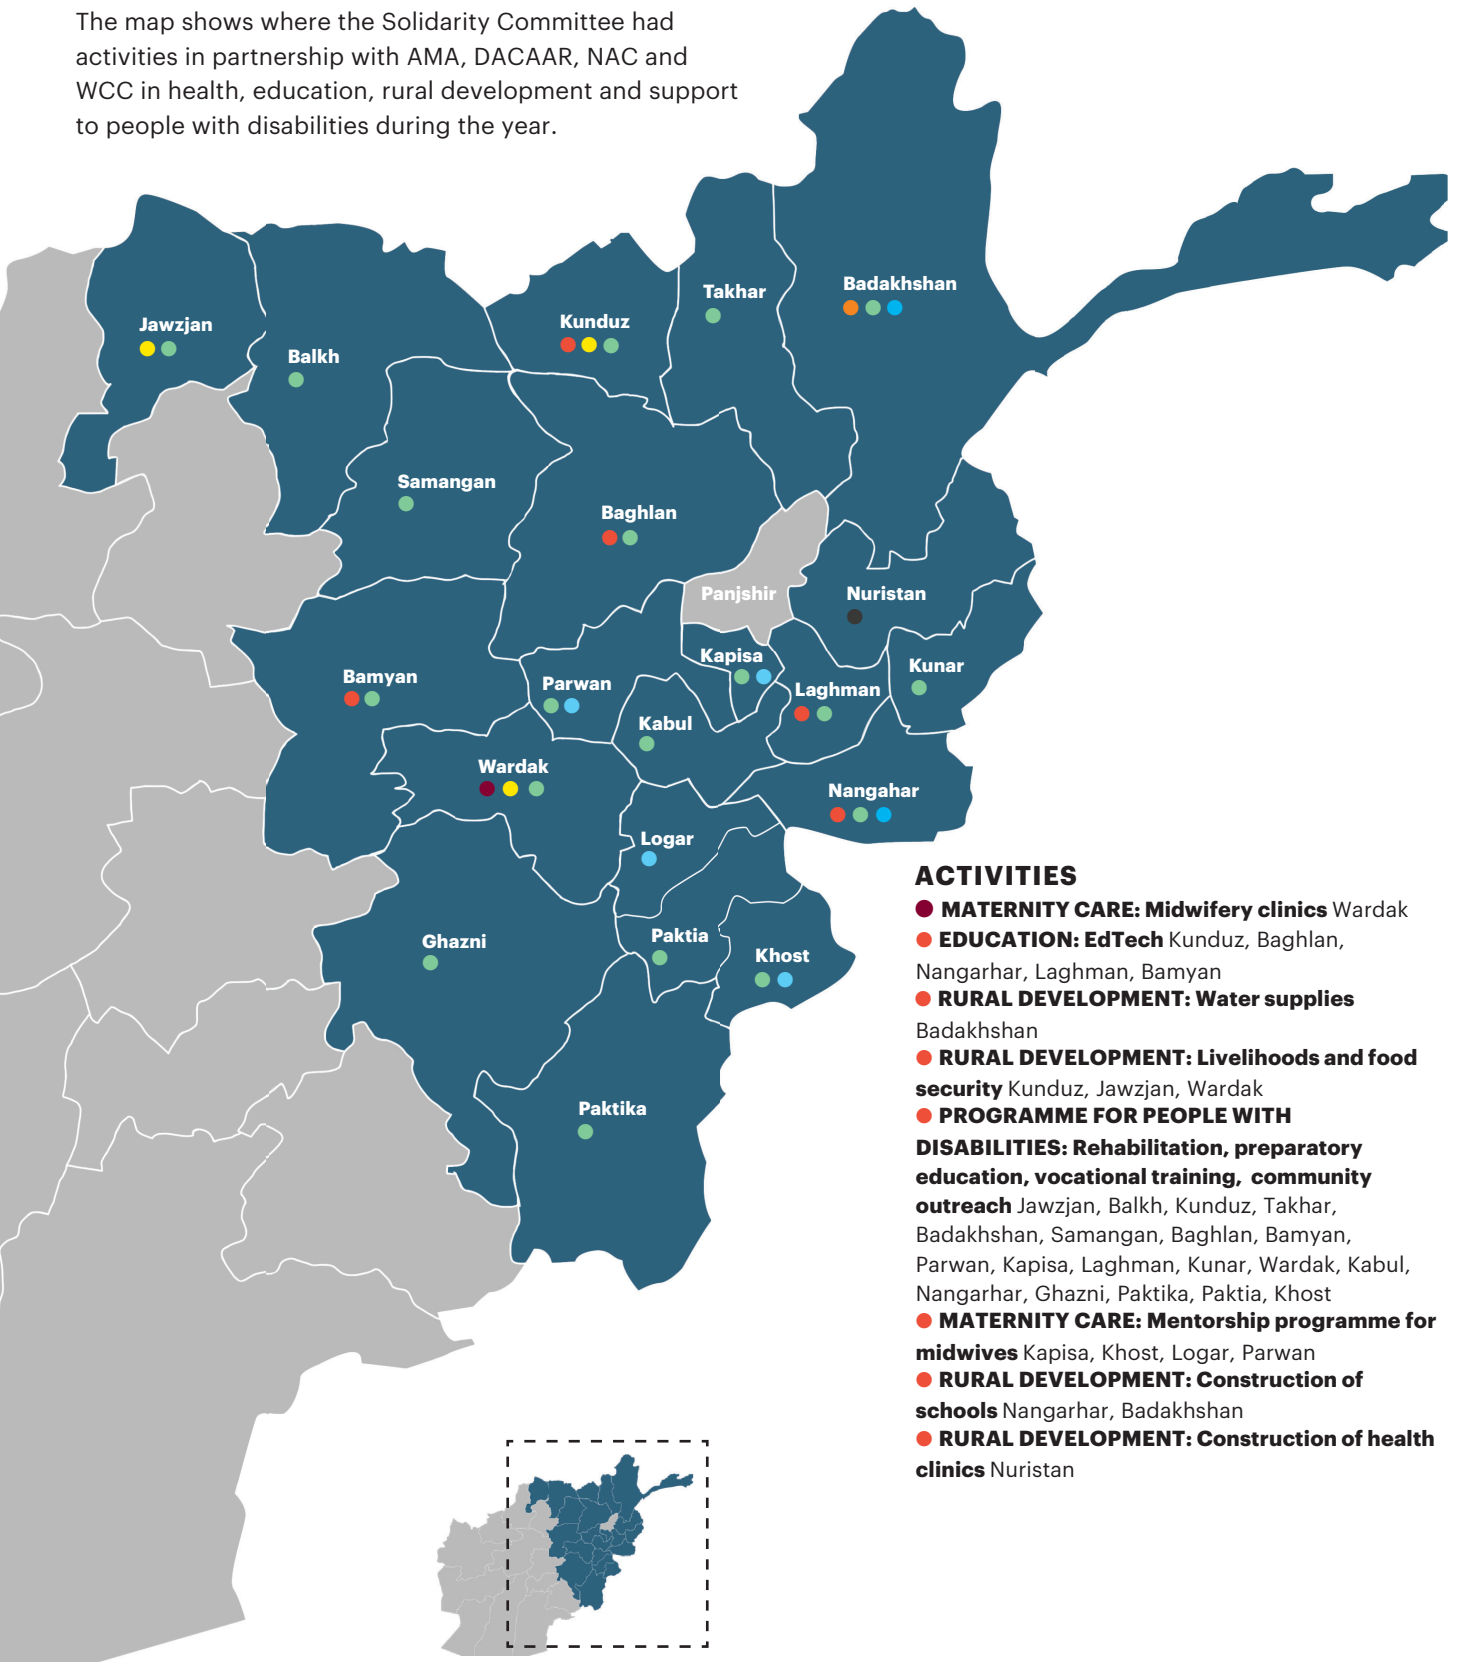 The map shows where the Solidarity Committee had
activities in partnership with AMA, DACAAR, NAC and
WCC in health, education, rural development and support
to people with disabilities during the year.
Badakhshan
Takhar
Kunduz
Jawzjan
Balkh
Samangan
Baghlan
Panjshir
Nuristan
Kapisa
Kunar
Bamyan
Parwan
Laghman
Kabul
Wardak
Nangahar
Logar
Ghazni
Paktia
Khost
Paktika
ACTIVITIES
MATERNITY CARE: Midwifery clinics Wardak
EDUCATION: EdTech Kunduz, Baghlan,
Nangarhar, Laghman, Bamyan
RURAL DEVELOPMENT: Water supplies
Badakhshan
RURAL DEVELOPMENT: Livelihoods and food
security Kunduz, Jawzjan, Wardak
PROGRAMME FOR PEOPLE WITH
DISABILITIES: Rehabilitation, preparatory
education, vocational training, community
outreach Jawzjan, Balkh, Kunduz, Takhar,
Badakhshan, Samangan, Baghlan, Bamyan,
Parwan, Kapisa, Laghman, Kunar, Wardak, Kabul,
Nangarhar, Ghazni, Paktika, Paktia, Khost
MATERNITY CARE: Mentorship programme for
midwives Kapisa, Khost, Logar, Parwan
RURAL DEVELOPMENT: Construction of
schools Nangarhar, Badakhshan
RURAL DEVELOPMENT: Construction of health
clinics Nuristan